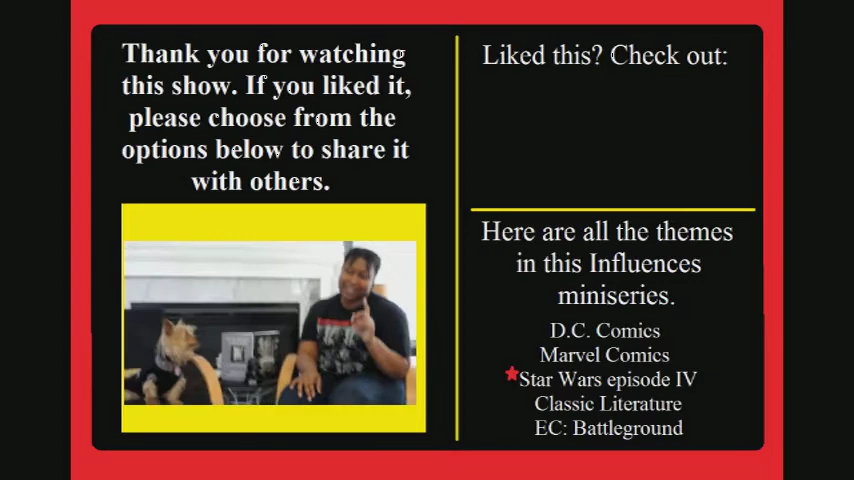 Thank you for watching
this show. If you liked it,
please choose from the
options below to share it
with others.
Liked this? Check out:
Here are all the themes
in this Influences
miniseries.
D.C. Comics
Marvel Comics
Star Wars episode IV
Classic Literature
EC: Battleground